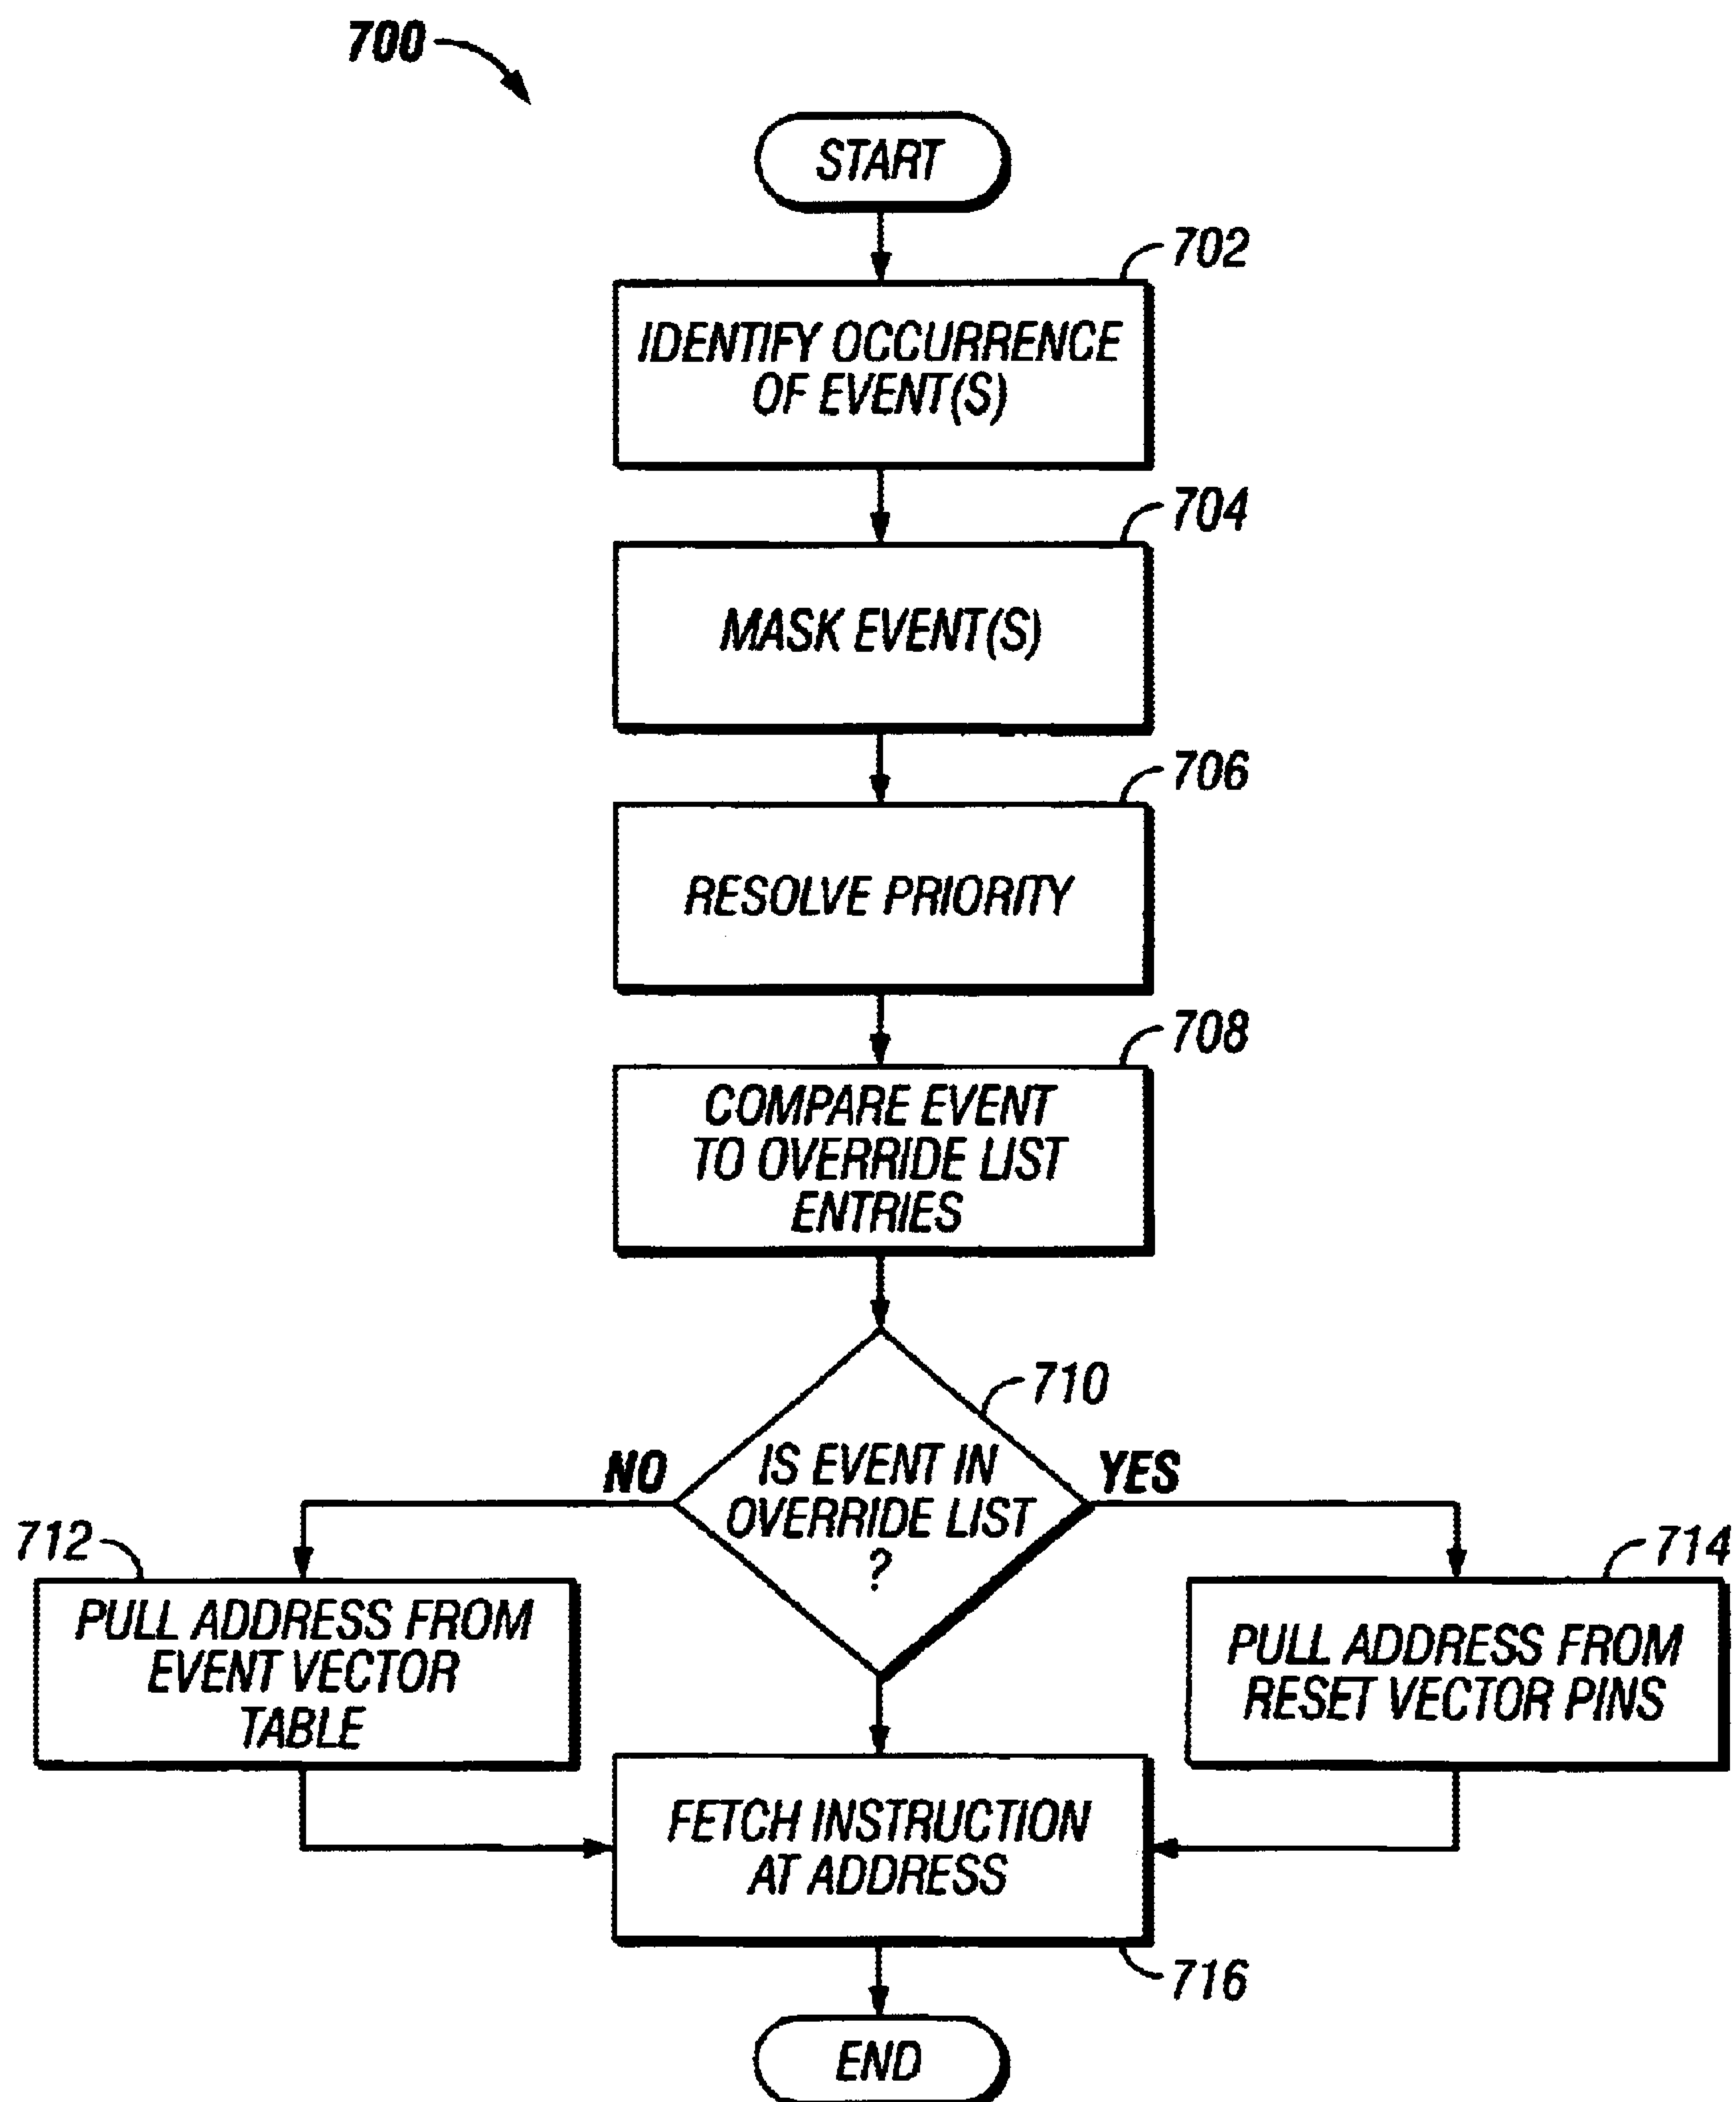 700
START
702
IDENTIFY OCCURRENCE
OF EVENT(S)
704
MASK EVENT(S)
706
RESOLVE PRIORITY
708
COMPARE EVENT
TO OVERRIDE LIST
ENTRIES
710
IS EVENT IN
OVERRIDE LIST
?
NO
YES
712
PULL ADDRESS FROM
EVENT VECTOR
TABLE
714
PULL ADDRESS FROM
RESET VECTOR PINS
FETCH INSTRUCTION
AT ADDRESS
716
END